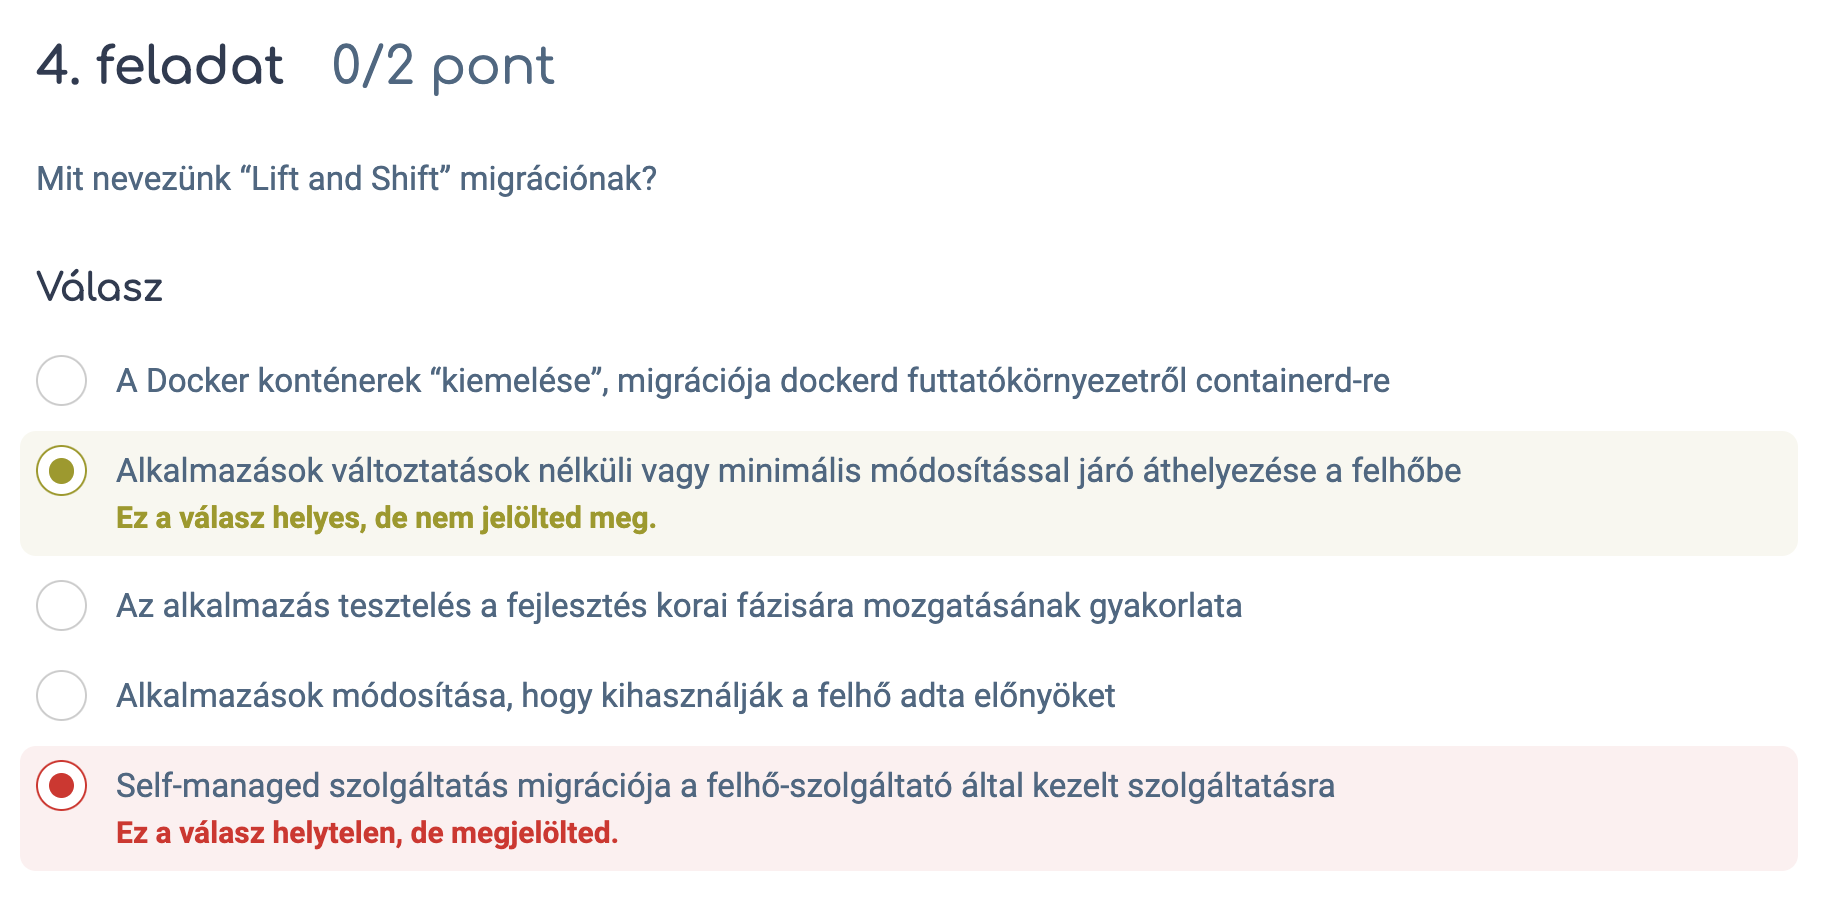 4. feladat 0/2 pont
Mit nevezünk “Lift and Shift” migrációnak?
Válasz
A Docker konténerek “kiemelése”, migrációja dockerd futtatókörnyezetről containerd-re
Alkalmazások változtatások nélküli vagy minimális módosítással járó áthelyezése a felhőbe
Ez a válasz helyes, de nem jelölted meg.
Az alkalmazás tesztelés a fejlesztés korai fázisára mozgatásának gyakorlata
Alkalmazások módosítása, hogy kihasználják a felhő adta előnyöket
Self-managed szolgáltatás migrációja a felhő-szolgáltató által kezelt szolgáltatásra
Ez a válasz helytelen, de megjelölted.